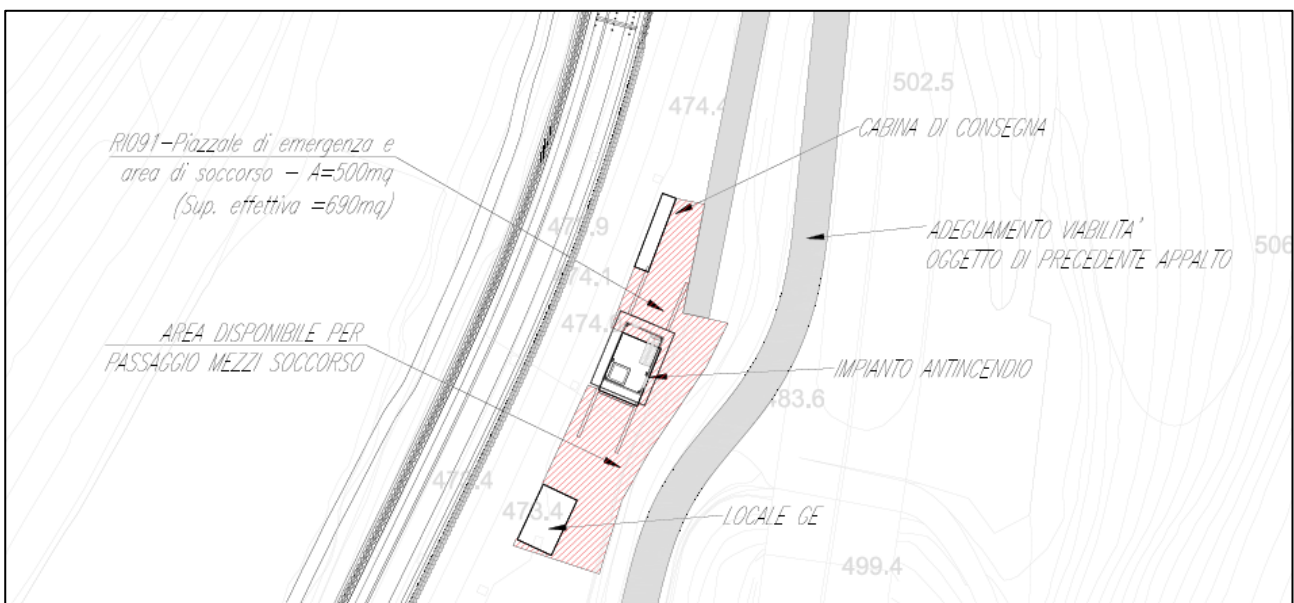 502.5
474.4
CABINA DI CONSEGNA
RI091-Piazzale di emergenza e
area di soccorso - A=500mq
(Sup. effettiva =690mq)
ADEGUAMENTO VIABILITA'
OGGETTO DI PRECEDENTE APPALTO
506
AREA DISPONIBILE PER
PASSAGGIO MEZZI SOCCORSO
IMPIANTO ANTINCENDIO
483.6
473.4
LOCALE GE
499.4